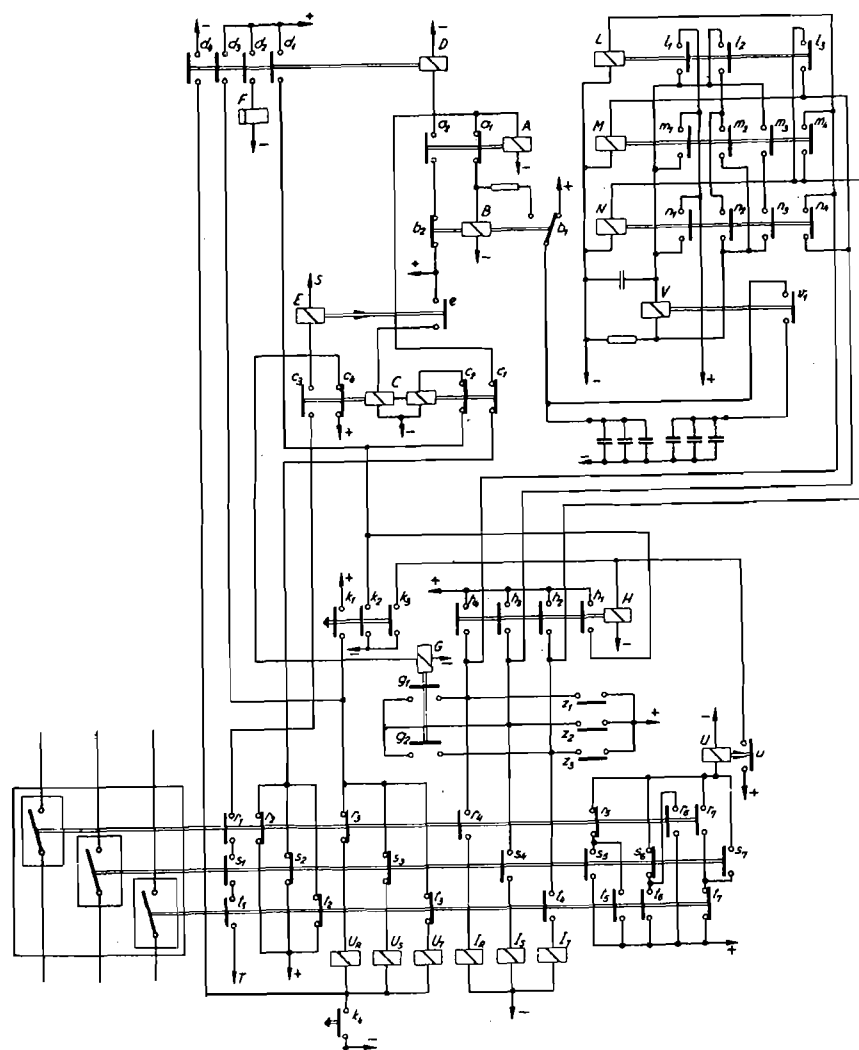 d4 d3 d2 d1 D
F
a2 a1 A
b2 B b1
S
E e
c3 c4 C c2 c1
L l1 l2 l3
M m1 m2 m3 m4
N n1 n2 n3 n4
V v1
k1 k2 k3
h4 h3 h2 h1 H
G
g1
g2
z1
z2
z3
U u
r1 r2 r3 r4 r5 r6 r7
s1 s2 s3 s4 s5 s6 s7
t1 t2 t3 t4 t5 t6 t7
UR US UT IR IS IT
T
k4